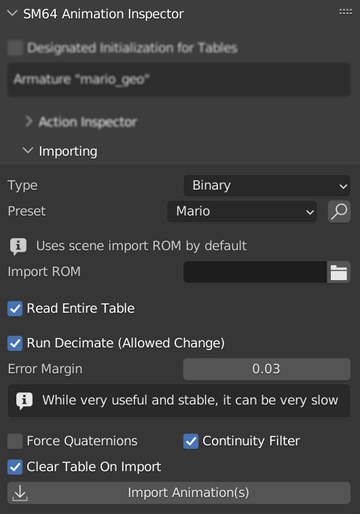 SM64 Animation Inspector
Designated Initialization for Tables
Armature "mario_geo"
Action Inspector
Importing
Type Binary
Preset Mario
Uses scene import ROM by default
Import ROM
Read Entire Table
Run Decimate (Allowed Change)
Error Margin 0.03
While very useful and stable, it can be very slow
Force Quaternions Continuity Filter
Clear Table On Import
Import Animation(s)